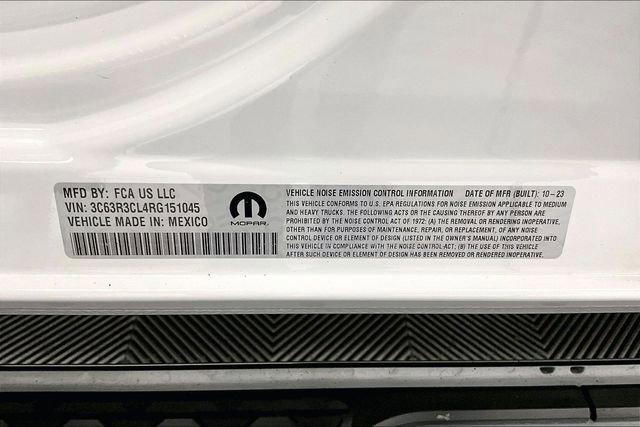 MFD BY: FCA US LLC
VIN: 3C63R3CL4RG151045
VEHICLE MADE IN: MEXICO
MOPAR
VEHICLE NOISE EMISSION CONTROL INFORMATION DATE OF MFR (BUILT): 10-23
THIS VEHICLE CONFORMS TO U.S. EPA REGULATIONS FOR NOISE EMISSION APPLICABLE TO MEDIUM
AND HEAVY TRUCKS. THE FOLLOWING ACTS OR THE CAUSING THEREOF BY ANY PERSON ARE
PROHIBITED BY THE NOISE CONTROL ACT OF 1972: (A) THE REMOVAL OR RENDERING INOPERATIVE,
OTHER THAN FOR PURPOSES OF MAINTENANCE, REPAIR, OR REPLACEMENT, OF ANY NOISE
CONTROL DEVICE OR ELEMENT OF DESIGN (LISTED IN THE OWNER'S MANUAL) INCORPORATED INTO
THIS VEHICLE IN COMPLIANCE WITH THE NOISE CONTROL ACT; (B) THE USE OF THIS VEHICLE
AFTER SUCH DEVICE OR ELEMENT OF DESIGN HAS BEEN REMOVED OR RENDERED INOPERATIVE.